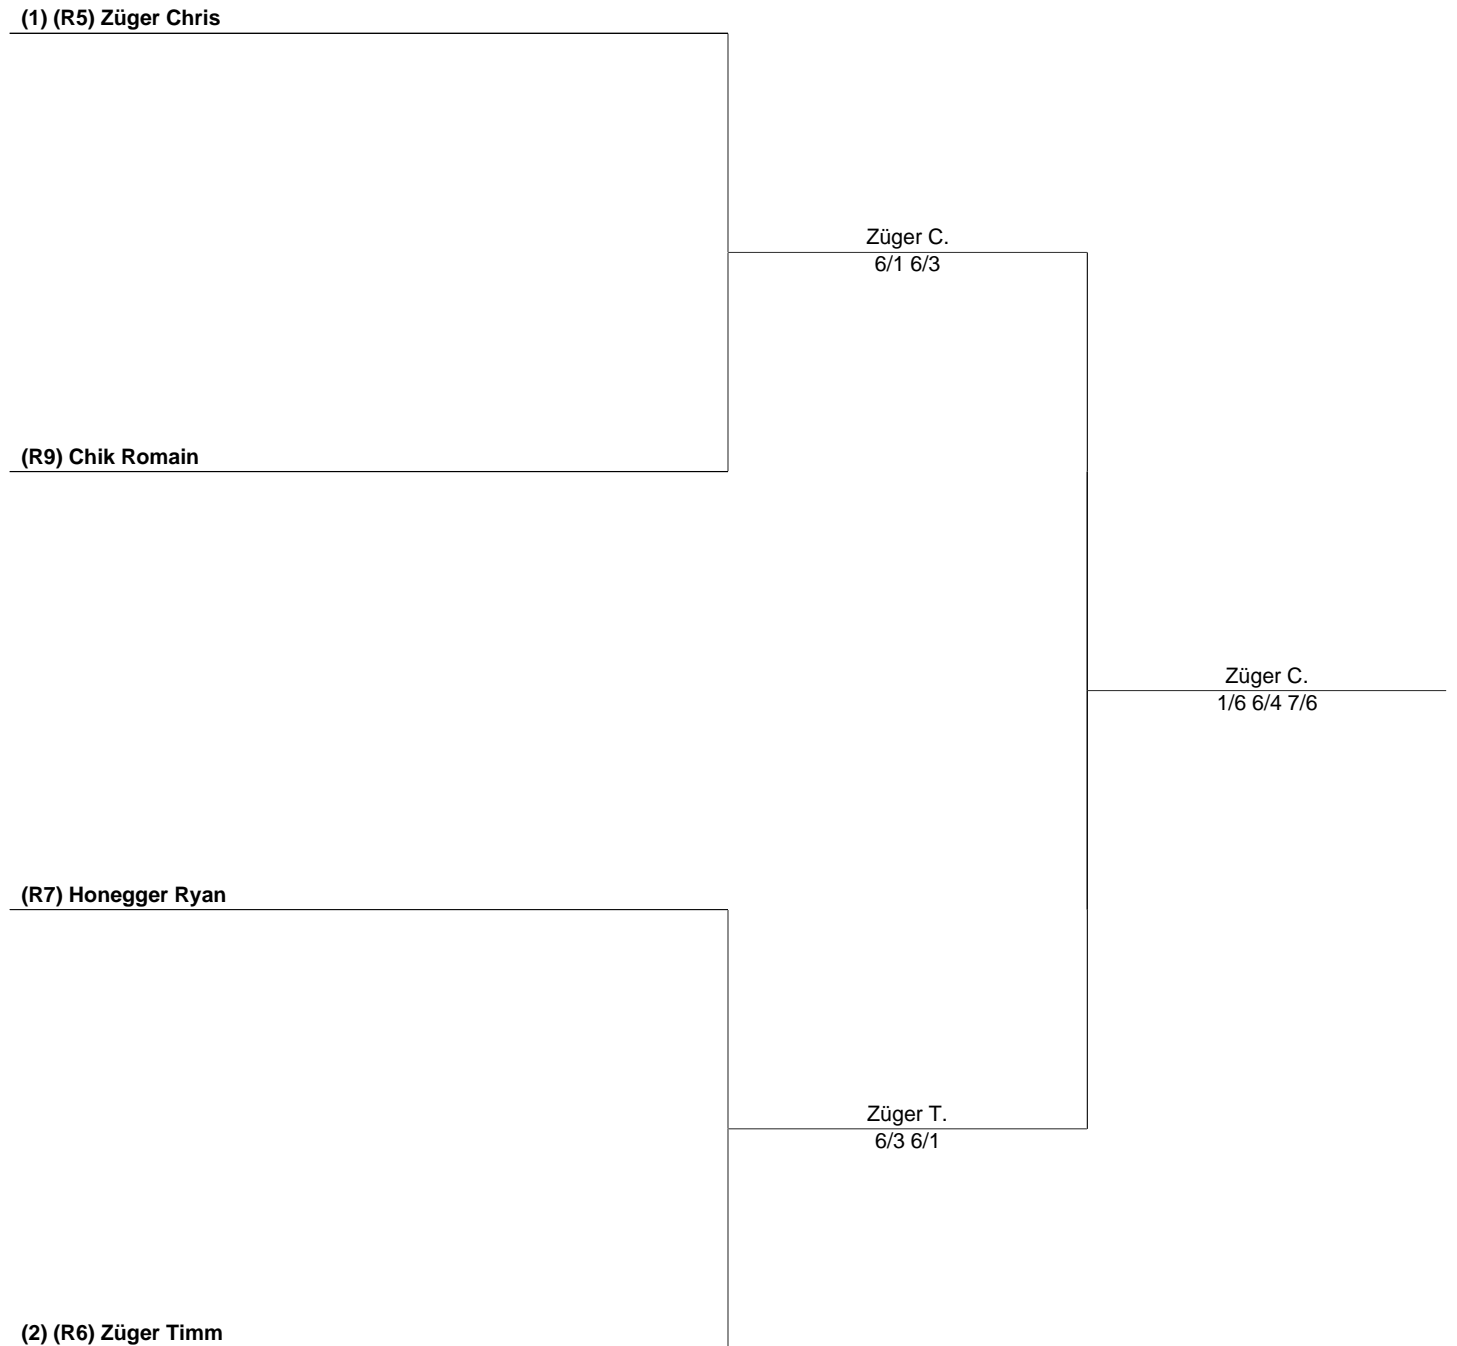 (1) (R5) Züger Chris
Züger C.
6/1 6/3
(R9) Chik Romain
Züger C.
1/6 6/4 7/6
(R7) Honegger Ryan
Züger T.
6/3 6/1
(2) (R6) Züger Timm